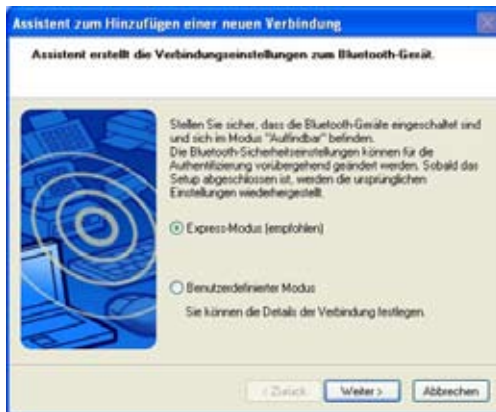 Assistent zum Hinzufügen einer neuen Verbindung
Assistent erstellt die Verbindungseinstellungen zum Bluetooth-Gerät.
Stellen Sie sicher, dass die Bluetooth-Geräte eingeschaltet sind
und sich im Modus "Auffindbar" befinden.
Die Bluetooth-Sicherheitseinstellungen können für die
Authentifizierung vorübergehend geändert werden. Sobald das
Setup abgeschlossen ist, werden die ursprünglichen
Einstellungen wiederhergestellt.
Express-Modus (empfohlen)
Benutzerdefinierter Modus
Sie können die Details der Verbindung festlegen.
< Zurück Weiter > Abbrechen